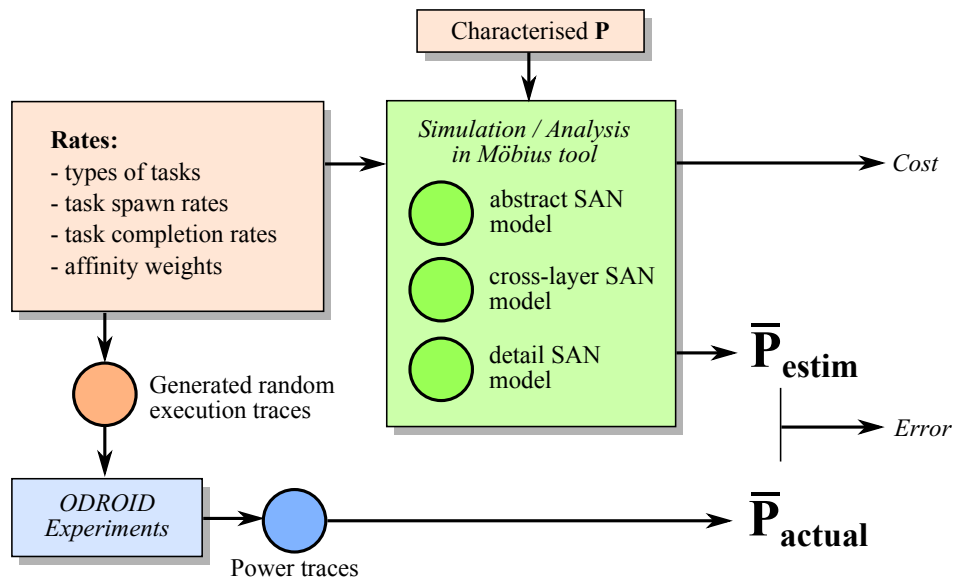 Characterised P
Rates:
- types of tasks
- task spawn rates
- task completion rates
- affinity weights
Simulation / Analysis
in Möbius tool
abstract SAN
model
cross-layer SAN
model
detail SAN
model
Cost
P̅estim
Error
Generated random
execution traces
ODROID
Experiments
Power traces
P̅actual